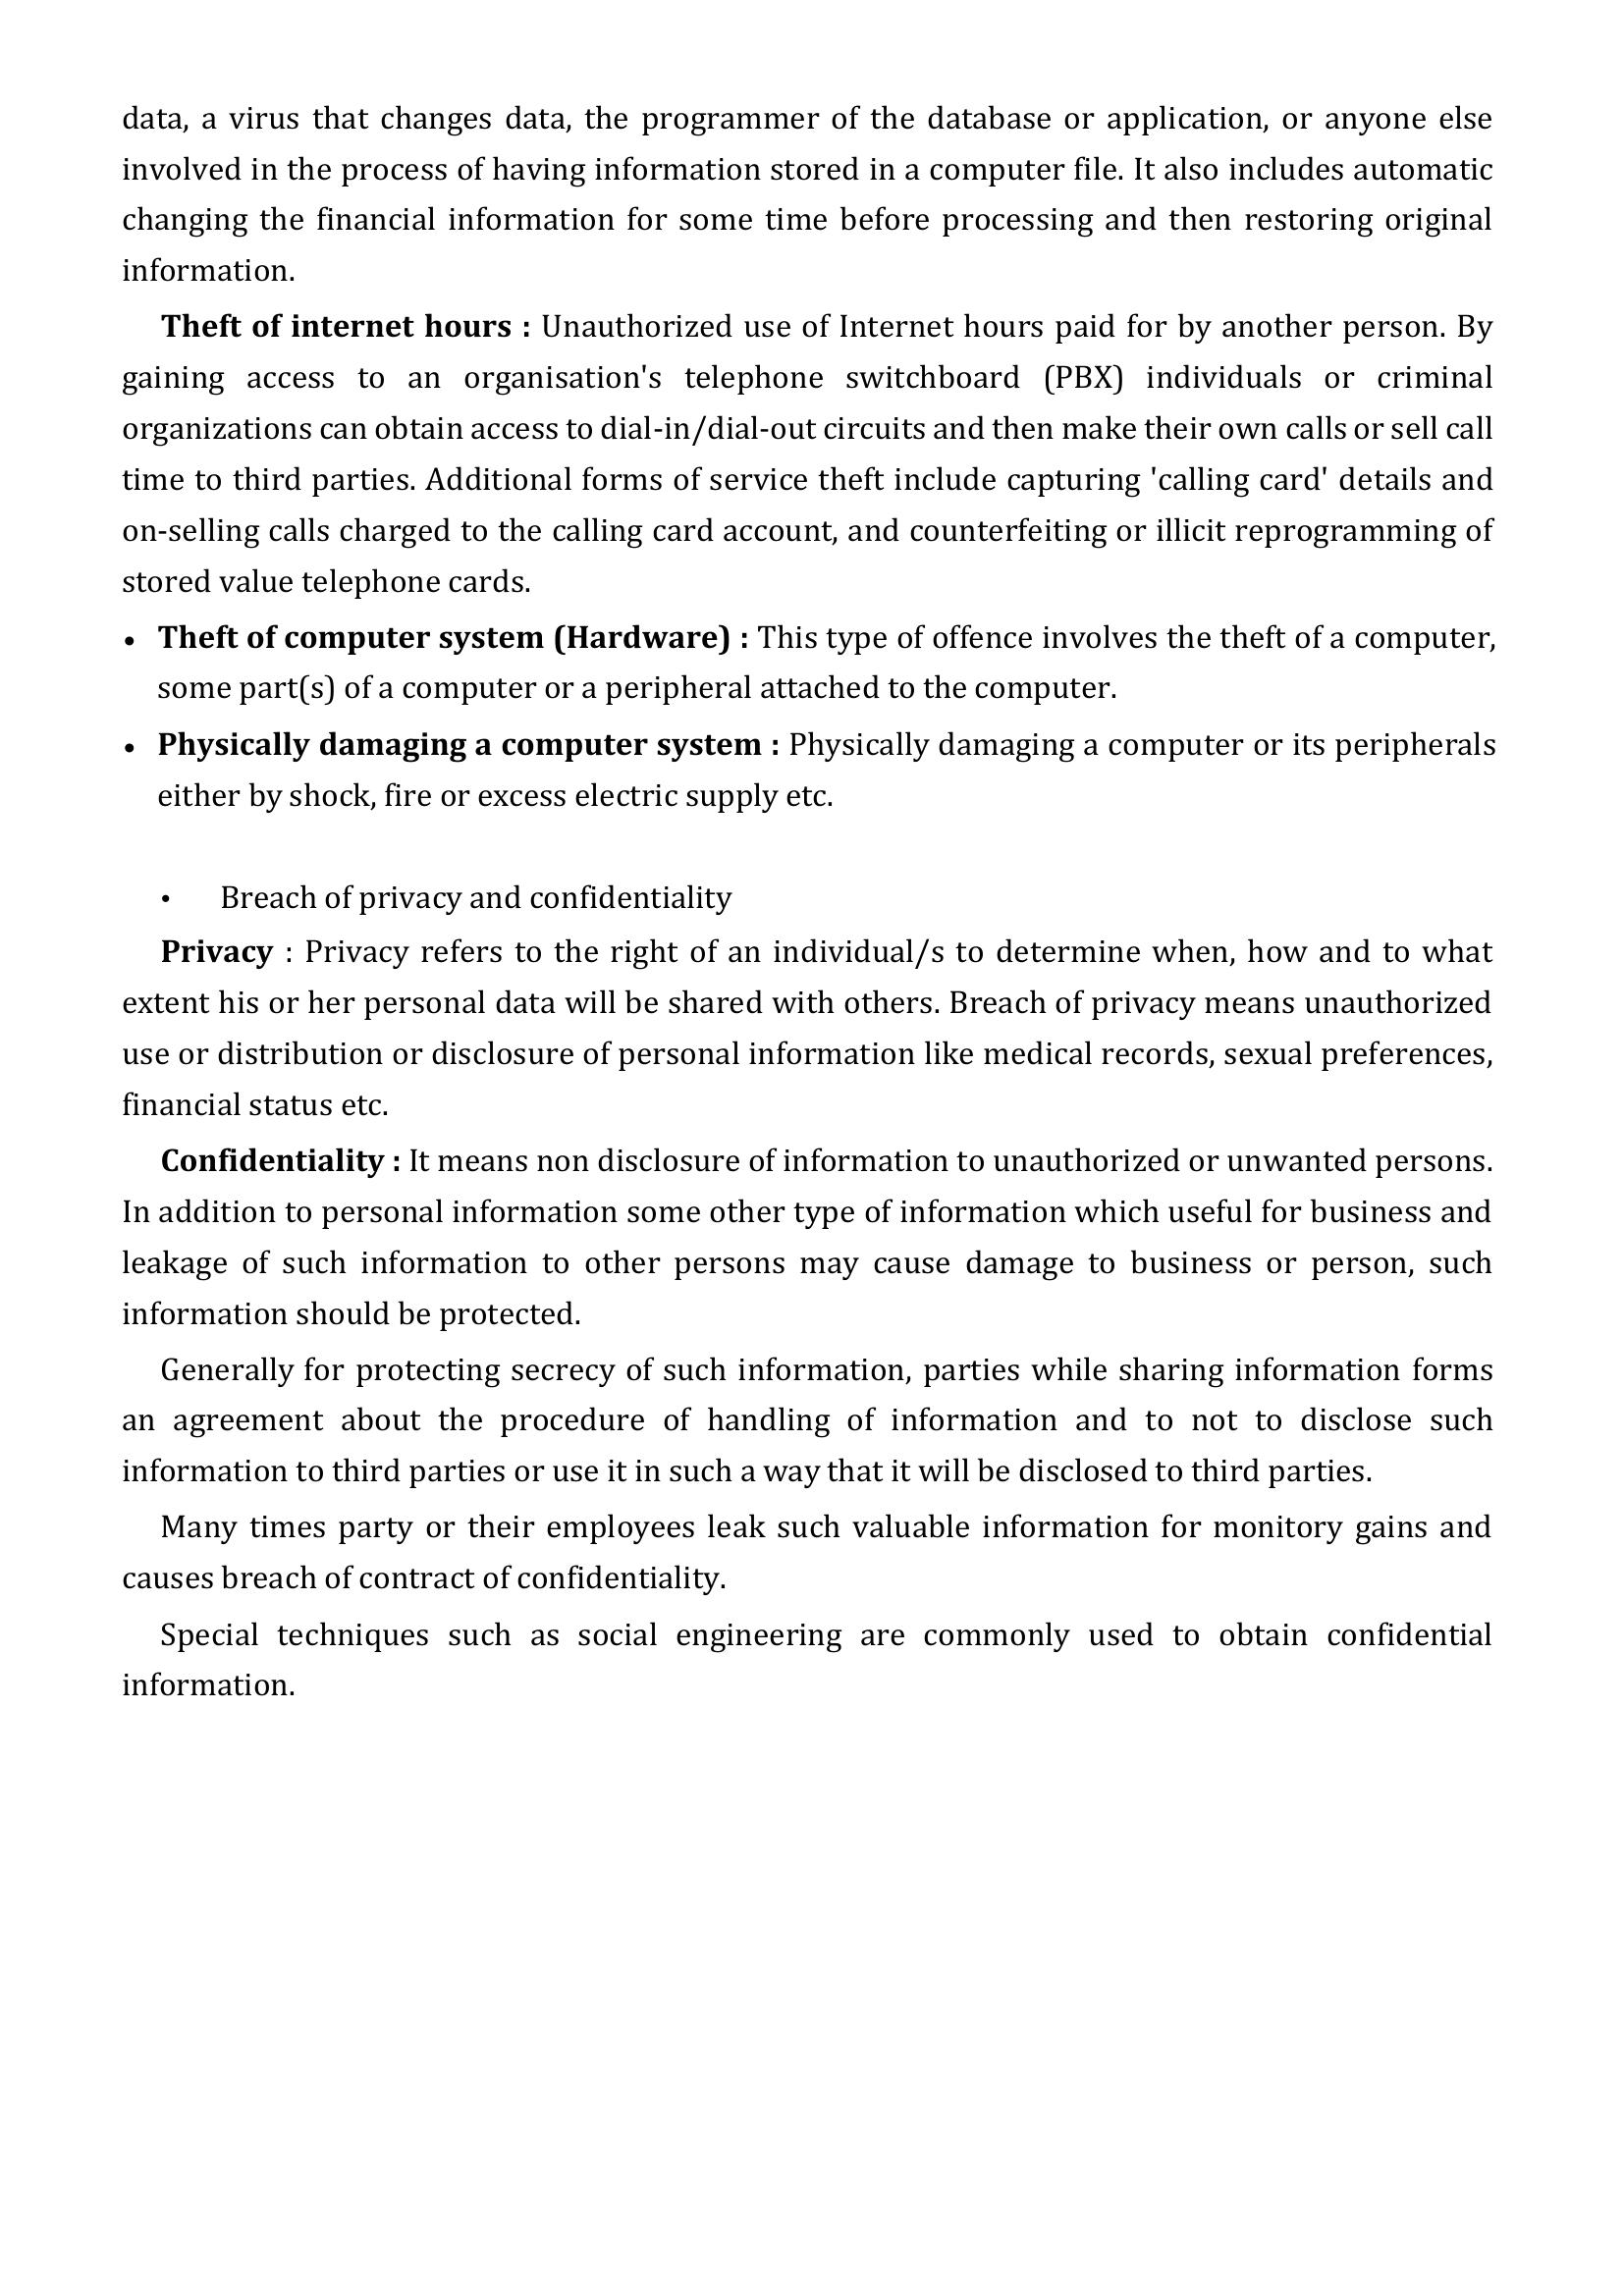 data, a virus that changes data, the programmer of the database or application, or anyone else
involved in the process of having information stored in a computer file. It also includes automatic
changing the financial information for some time before processing and then restoring original
information.
Theft of internet hours : Unauthorized use of Internet hours paid for by another person. By
gaining access to an organisation's telephone switchboard (PBX) individuals or criminal
organizations can obtain access to dial-in/dial-out circuits and then make their own calls or sell call
time to third parties. Additional forms of service theft include capturing 'calling card' details and
on-selling calls charged to the calling card account, and counterfeiting or illicit reprogramming of
stored value telephone cards.
• Theft of computer system (Hardware) : This type of offence involves the theft of a computer,
some part(s) of a computer or a peripheral attached to the computer.
• Physically damaging a computer system : Physically damaging a computer or its peripherals
either by shock, fire or excess electric supply etc.
• Breach of privacy and confidentiality
Privacy : Privacy refers to the right of an individual/s to determine when, how and to what
extent his or her personal data will be shared with others. Breach of privacy means unauthorized
use or distribution or disclosure of personal information like medical records, sexual preferences,
financial status etc.
Confidentiality : It means non disclosure of information to unauthorized or unwanted persons.
In addition to personal information some other type of information which useful for business and
leakage of such information to other persons may cause damage to business or person, such
information should be protected.
Generally for protecting secrecy of such information, parties while sharing information forms
an agreement about the procedure of handling of information and to not to disclose such
information to third parties or use it in such a way that it will be disclosed to third parties.
Many times party or their employees leak such valuable information for monitory gains and
causes breach of contract of confidentiality.
Special techniques such as social engineering are commonly used to obtain confidential
information.